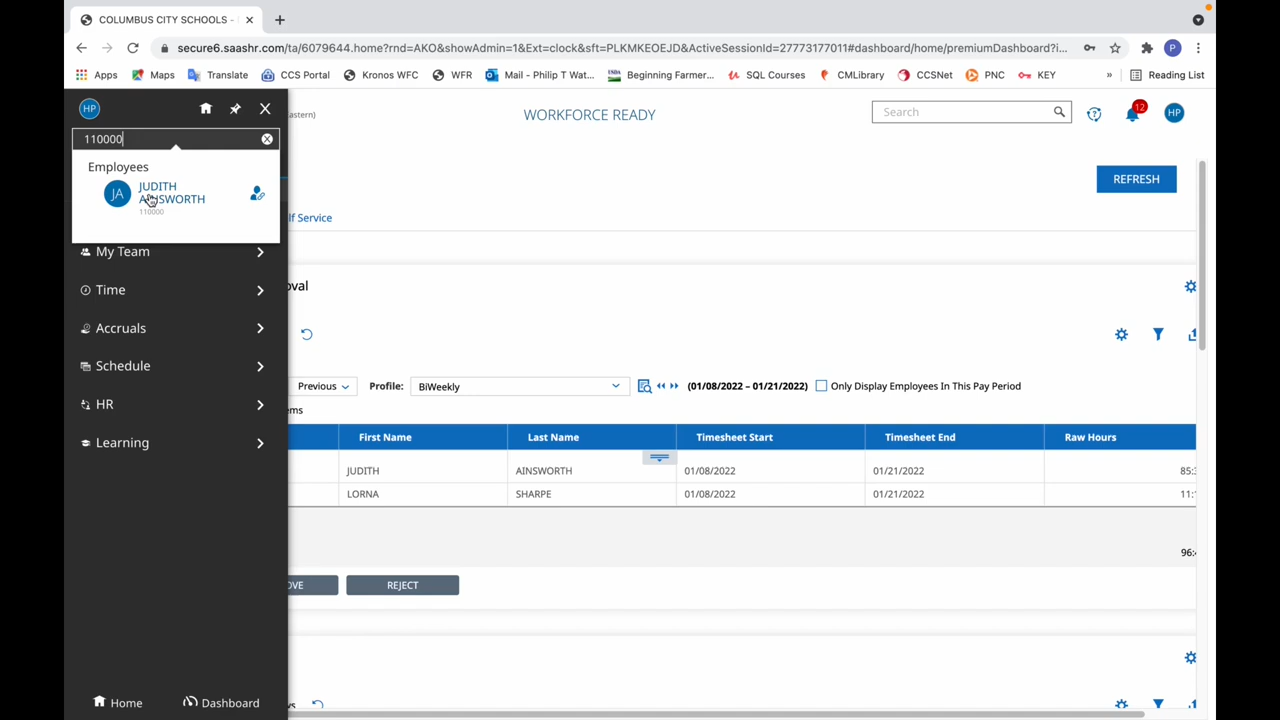 COLUMBUS CITY SCHOOLS -
secure6.saashr.com/ta/6079644.home?rnd=AKO&showAdmin=1&Ext=clock&sft=PLKMKEOEJD&ActiveSessionId=27773177011#dashboard/home/premiumDashboard?i...
P
Apps Maps Translate CCS Portal Kronos WFC WFR Mail - Philip T Wat... Beginning Farmer... SQL Courses CMLibrary CCSNet PNC KEY » Reading List
HP
astern)
WORKFORCE READY
Search
12
HP
110000
Employees
JA
JUDITH
AINSWORTH
110000
REFRESH
lf Service
My Team
oval
Time
Accruals
Schedule
Previous
Profile:
BiWeekly
(01/08/2022 – 01/21/2022)
Only Display Employees In This Pay Period
HR
ems
Learning
First Name Last Name Timesheet Start Timesheet End Raw Hours
JUDITH AINSWORTH 01/08/2022 01/21/2022 85:
LORNA SHARPE 01/08/2022 01/21/2022 11:
96:
OVE
REJECT
Home
Dashboard